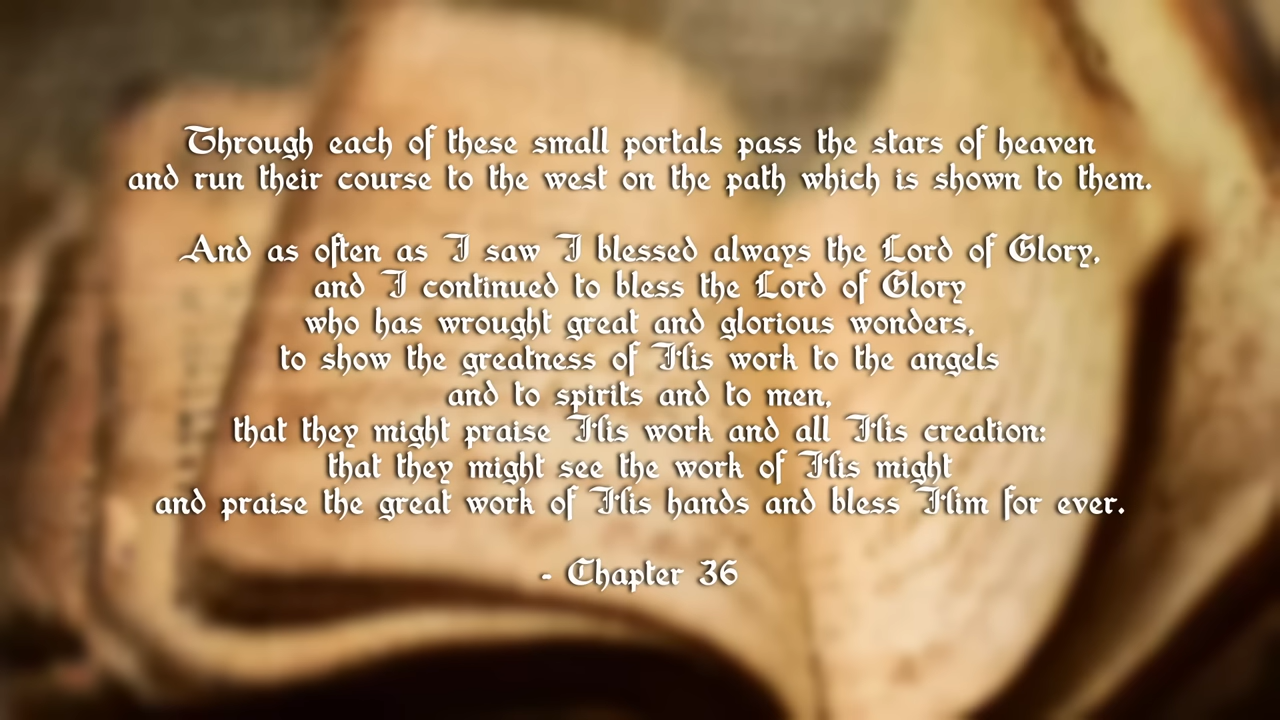 Through each of these small portals pass the stars of heaven
and run their course to the west on the path which is shown to them.
And as often as I saw I blessed always the Lord of Glory,
and I continued to bless the Lord of Glory
who has wrought great and glorious wonders,
to show the greatness of His work to the angels
and to spirits and to men,
that they might praise His work and all His creation:
that they might see the work of His might
and praise the great work of His hands and bless Him for ever.
- Chapter 36